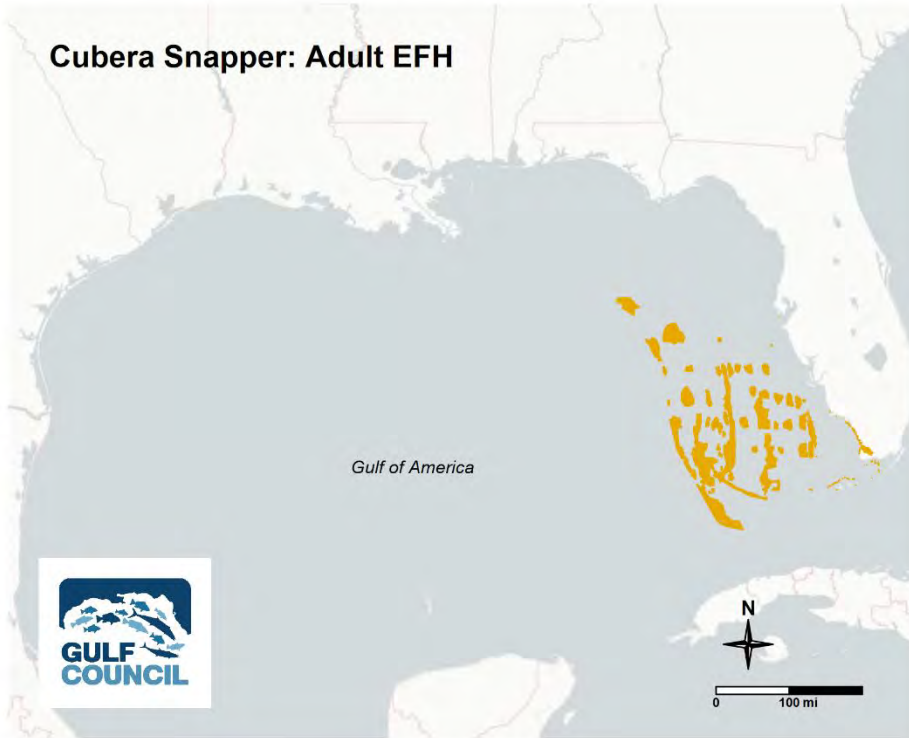 Cubera Snapper: Adult EFH
Gulf of America
GULF
COUNCIL
N
0 100 mi